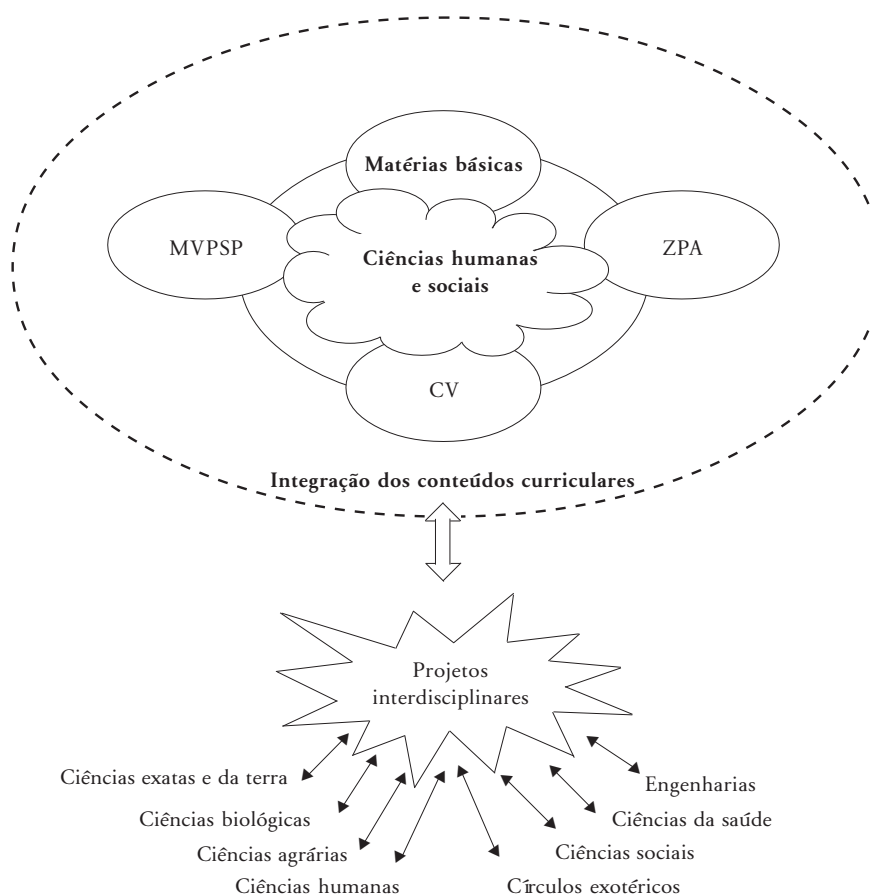 Matérias básicas
MVPSP
Ciências humanas
e sociais
ZPA
CV
Integração dos conteúdos curriculares
Projetos
interdisciplinares
Ciências exatas e da terra
Engenharias
Ciências biológicas
Ciências da saúde
Ciências agrárias
Ciências sociais
Ciências humanas
Círculos exotéricos